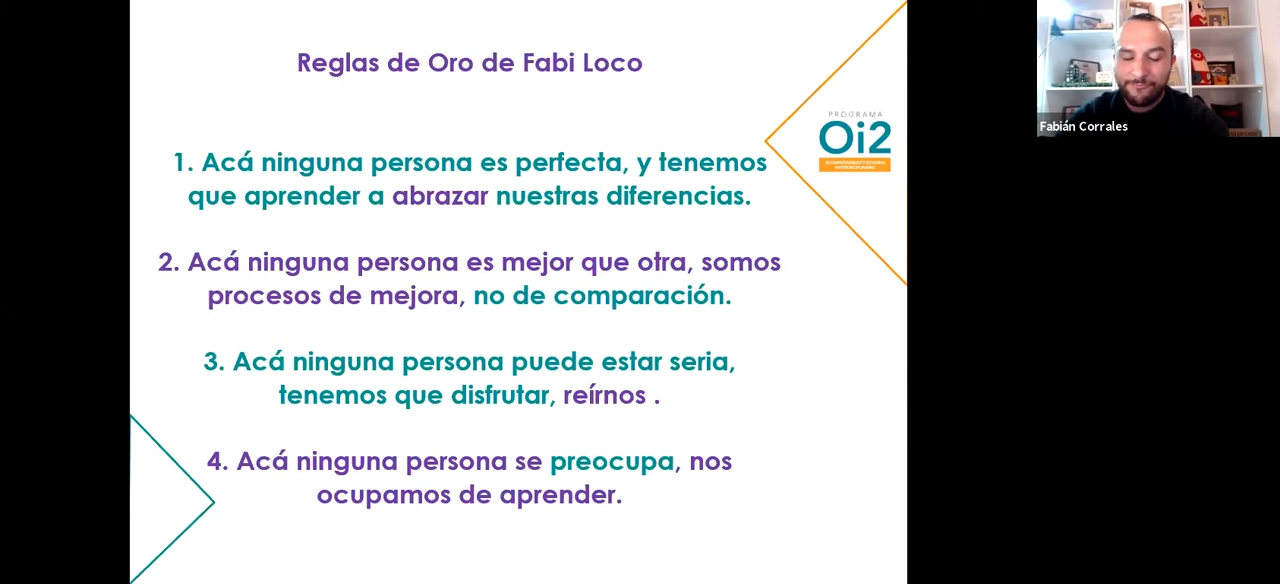 Reglas de Oro de Fabi Loco
PROGRAMA
Oi2
1. Acá ninguna persona es perfecta, y tenemos
que aprender a abrazar nuestras diferencias.
2. Acá ninguna persona es mejor que otra, somos
procesos de mejora, no de comparación.
3. Acá ninguna persona puede estar seria,
tenemos que disfrutar, reírnos .
4. Acá ninguna persona se preocupa, nos
ocupamos de aprender.
Fabián Corrales